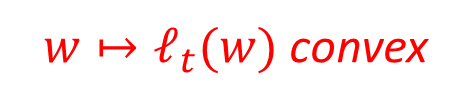 w ↦ ℓ_t(w) convex